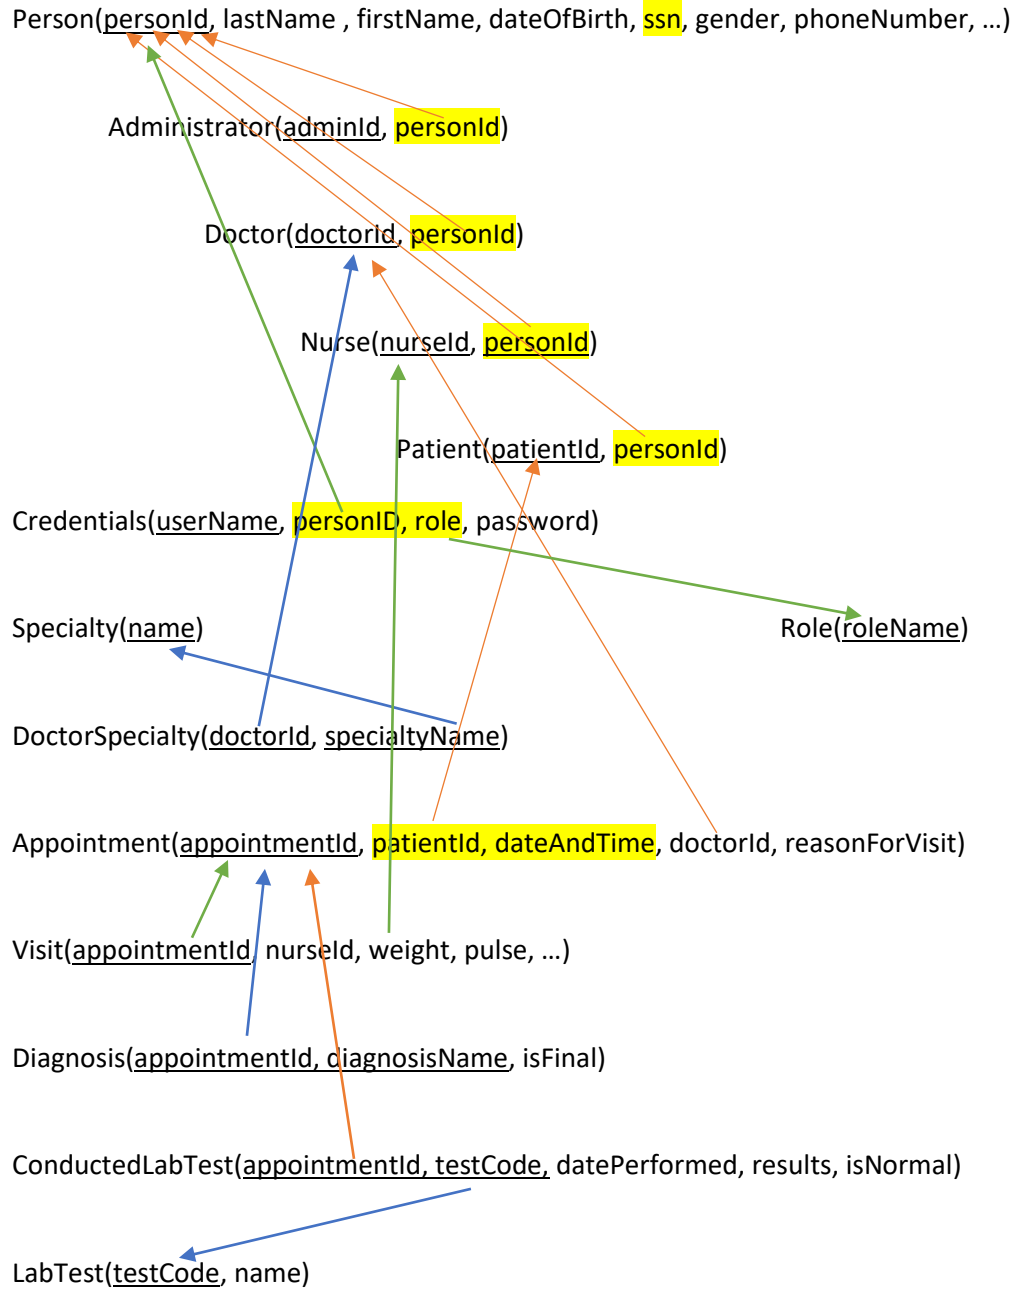 Person(personId, lastName , firstName, dateOfBirth, ssn, gender, phoneNumber, …)
Administrator(adminId, personId)
Doctor(doctorId, personId)
Nurse(nurseId, personId)
Patient(patientId, personId)
Credentials(userName, personID, role, password)
Specialty(name) Role(roleName)
DoctorSpecialty(doctorId, specialtyName)
Appointment(appointmentId, patientId, dateAndTime, doctorId, reasonForVisit)
Visit(appointmentId, nurseId, weight, pulse, …)
Diagnosis(appointmentId, diagnosisName, isFinal)
ConductedLabTest(appointmentId, testCode, datePerformed, results, isNormal)
LabTest(testCode, name)